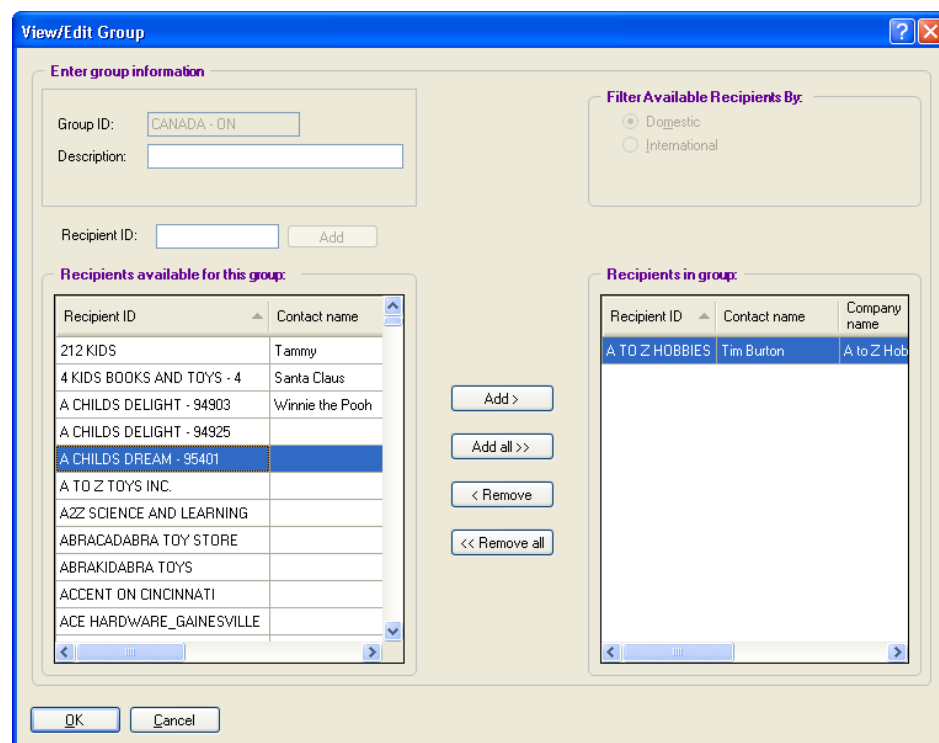 View/Edit Group
Enter group information
Group ID: CANADA - ON
Description:
Filter Available Recipients By:
Domestic
International
Recipient ID: Add
Recipients available for this group:
Recipient ID Contact name
212 KIDS Tammy
4 KIDS BOOKS AND TOYS - 4 Santa Claus
A CHILDS DELIGHT - 94903 Winnie the Pooh
A CHILDS DELIGHT - 94925
A CHILDS DREAM - 95401
A TO Z TOYS INC.
A2Z SCIENCE AND LEARNING
ABRACADABRA TOY STORE
ABRAKIDABRA TOYS
ACCENT ON CINCINNATI
ACE HARDWARE_GAINESVILLE
Add >
Add all >>
< Remove
<< Remove all
Recipients in group:
Recipient ID Contact name Company name
A TO Z HOBBIES Tim Burton A to Z Hob
OK Cancel